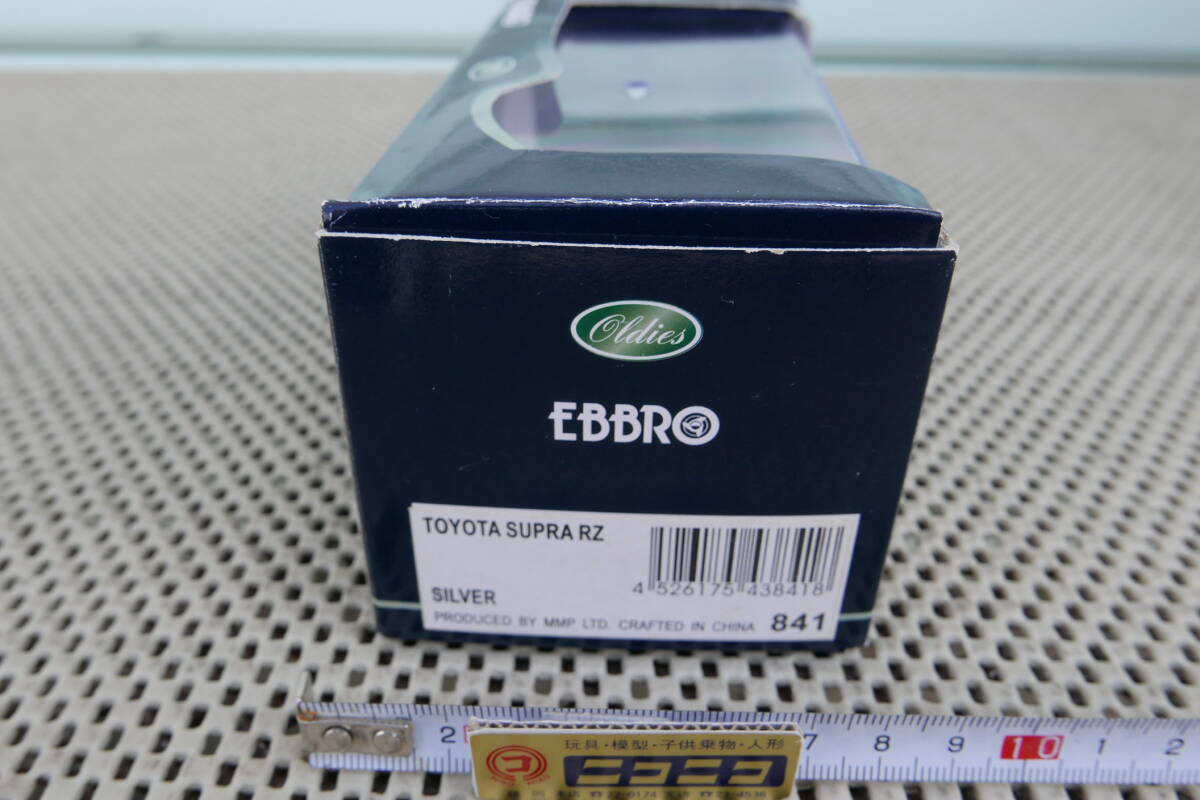 Oldies
EBBRO
TOYOTA SUPRA RZ
4 526175 438418
SILVER
PRODUCED BY MMP LTD. CRAFTED IN CHINA 841
2 7 8 9 10 1 2
玩具・模型・子供乗物・人形
コ ニコニコ